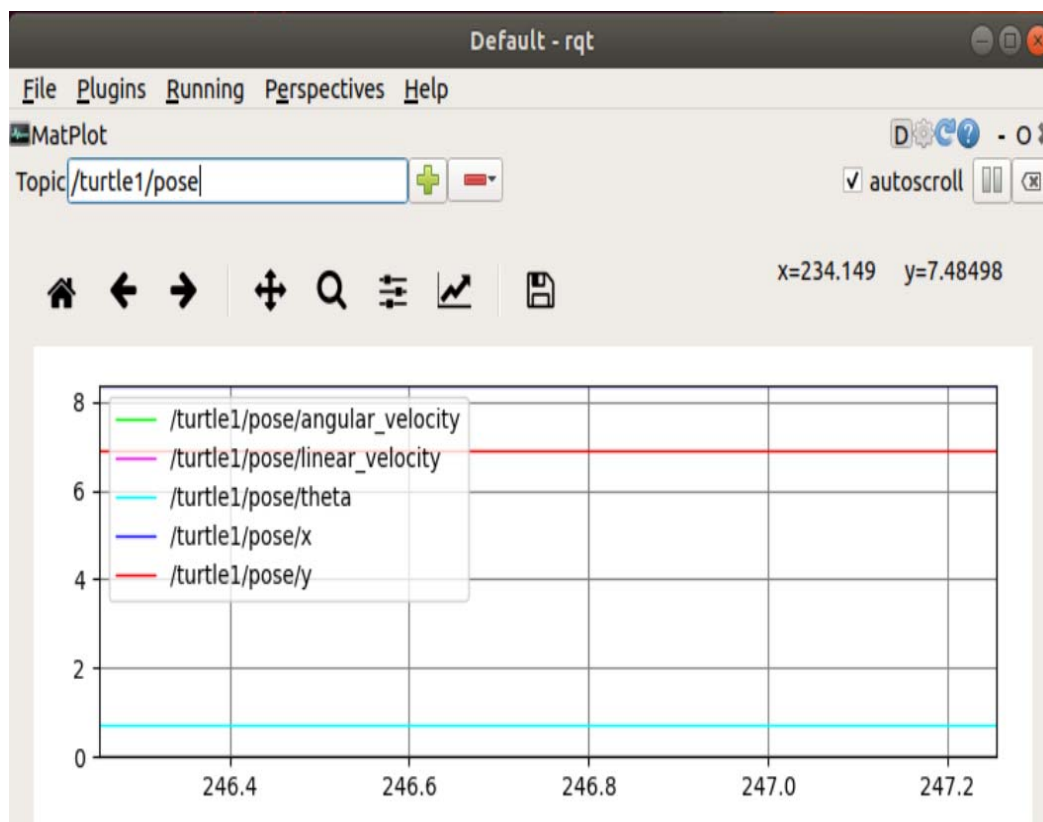 Default - rqt
File Plugins Running Perspectives Help
MatPlot D - O
Topic /turtle1/pose autoscroll
x=234.149 y=7.48498
8
/turtle1/pose/angular_velocity
/turtle1/pose/linear_velocity
6
/turtle1/pose/theta
/turtle1/pose/x
4
/turtle1/pose/y
2
0
246.4 246.6 246.8 247.0 247.2